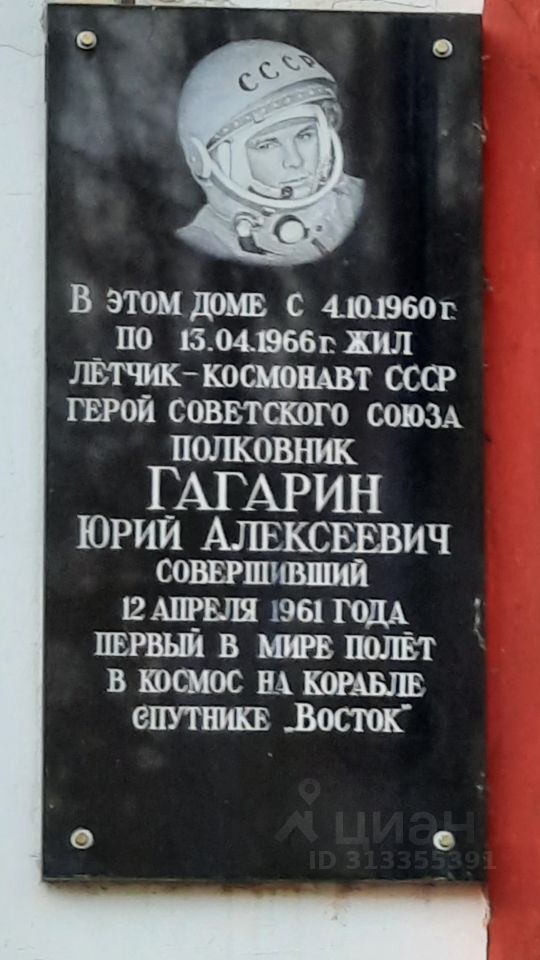 СССР
В ЭТОМ ДОМЕ С 4.10.1960 г.
ПО 13.04.1966 г. ЖИЛ
ЛЁТЧИК-КОСМОНАВТ СССР
ГЕРОЙ СОВЕТСКОГО СОЮЗА
ПОЛКОВНИК
ГАГАРИН
ЮРИЙ АЛЕКСЕЕВИЧ
СОВЕРШИВШИЙ
12 АПРЕЛЯ 1961 ГОДА
ПЕРВЫЙ В МИРЕ ПОЛЁТ
В КОСМОС НА КОРАБЛЕ
СПУТНИКЕ „ВОСТОК"
циан
ID 313355391